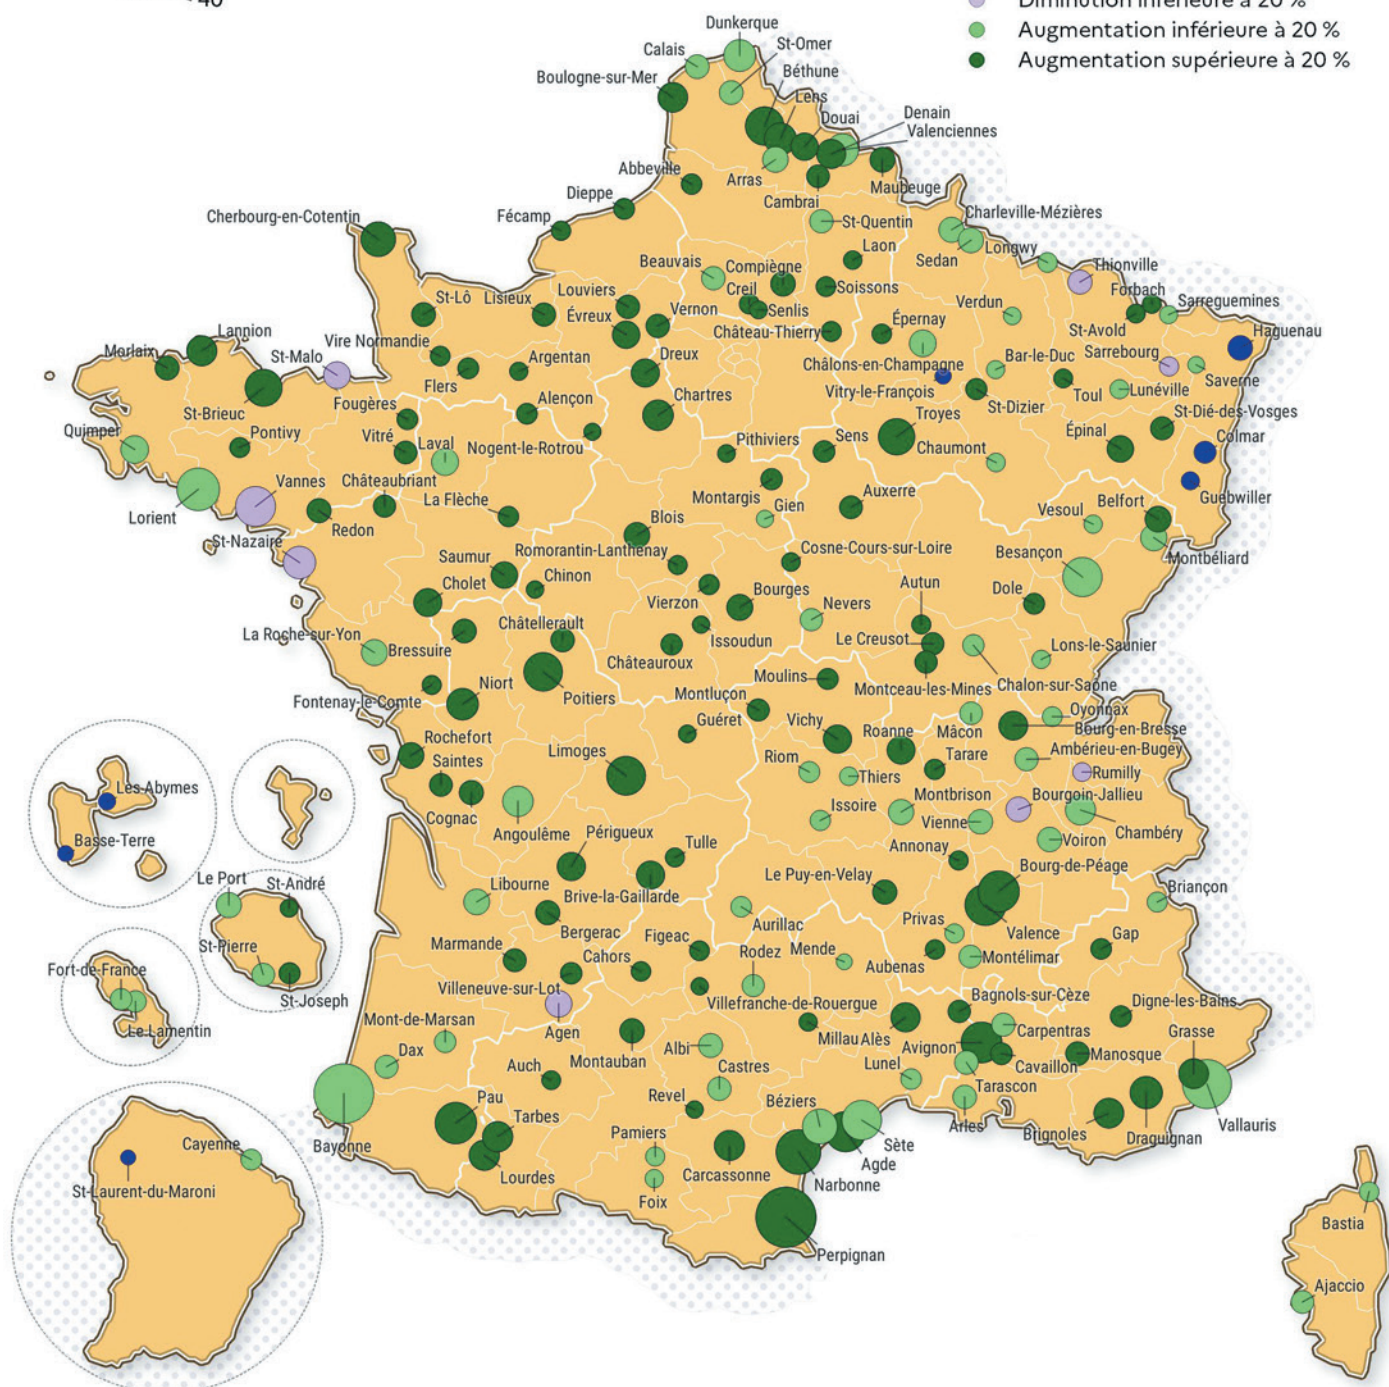 40
Diminution inférieure à 20 %
Augmentation inférieure à 20 %
Augmentation supérieure à 20 %
Dunkerque
Calais
St-Omer
Boulogne-sur-Mer
Béthune
Lens
Douai
Denain
Valenciennes
Abbeville
Arras
Maubeuge
Dieppe
Cambrai
Cherbourg-en-Cotentin
Fécamp
St-Quentin
Charleville-Mézières
Laon
Sedan
Longwy
Beauvais
Compiègne
Thionville
Creil
Soissons
Forbach
St-Lô
Lisieux
Louviers
Vernon
Senlis
Verdun
Sarreguemines
Évreux
Château-Thierry
Épernay
St-Avold
Haguenau
Lannion
Vire Normandie
Morlaix
St-Malo
Argentan
Dreux
Châlons-en-Champagne
Bar-le-Duc
Sarrebourg
Saverne
Flers
Vitry-le-François
Toul
Lunéville
St-Brieuc
Fougères
Alençon
Chartres
St-Dizier
Troyes
St-Dié-des-Vosges
Quimper
Pontivy
Vitré
Laval
Nogent-le-Rotrou
Pithiviers
Sens
Chaumont
Épinal
Colmar
Vannes
Châteaubriant
La Flèche
Montargis
Gien
Auxerre
Guebwiller
Lorient
Redon
Blois
Vesoul
Belfort
St-Nazaire
Saumur
Romorantin-Lanthenay
Cosne-Cours-sur-Loire
Besançon
Montbéliard
Cholet
Chinon
Vierzon
Bourges
Nevers
Autun
Dole
La Roche-sur-Yon
Bressuire
Châtellerault
Issoudun
Le Creusot
Lons-le-Saunier
Châteauroux
Moulins
Montceau-les-Mines
Chalon-sur-Saône
Fontenay-le-Comte
Niort
Poitiers
Montluçon
Oyonnax
Guéret
Vichy
Roanne
Mâcon
Bourg-en-Bresse
Rochefort
Limoges
Riom
Tarare
Ambérieu-en-Bugey
Saintes
Thiers
Rumilly
Les Abymes
Montbrison
Bourgoin-Jallieu
Cognac
Issoire
Vienne
Angoulême
Périgueux
Chambéry
Basse-Terre
Tulle
Annonay
Voiron
Bourg-de-Péage
Le Port
St-André
Libourne
Brive-la-Gaillarde
Le Puy-en-Velay
Briançon
Aurillac
Privas
Valence
Bergerac
Gap
St-Pierre
Marmande
Figeac
Cahors
Rodez
Mende
Montélimar
Aubenas
Fort-de-France
Villeneuve-sur-Lot
St-Joseph
Bagnols-sur-Cèze
Villefranche-de-Rouergue
Digne-les-Bains
Le Lamentin
Mont-de-Marsan
Agen
Millau
Alès
Avignon
Carpentras
Grasse
Dax
Montauban
Albi
Cavaillon
Manosque
Auch
Castres
Lunel
Tarascon
Pau
Revel
Béziers
Tarbes
Arles
Brignoles
Draguignan
Vallauris
Cayenne
Bayonne
Pamiers
Sète
Agde
Lourdes
Carcassonne
Narbonne
St-Laurent-du-Maroni
Foix
Perpignan
Bastia
Ajaccio